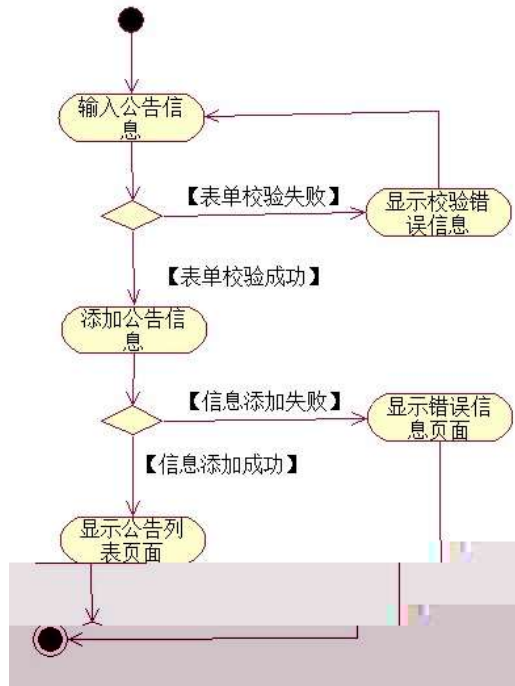 输入公告信
息
【表单校验失败】
显示校验错
误信息
【表单校验成功】
添加公告信
息
【信息添加失败】
显示错误信
息页面
【信息添加成功】
显示公告列
表页面